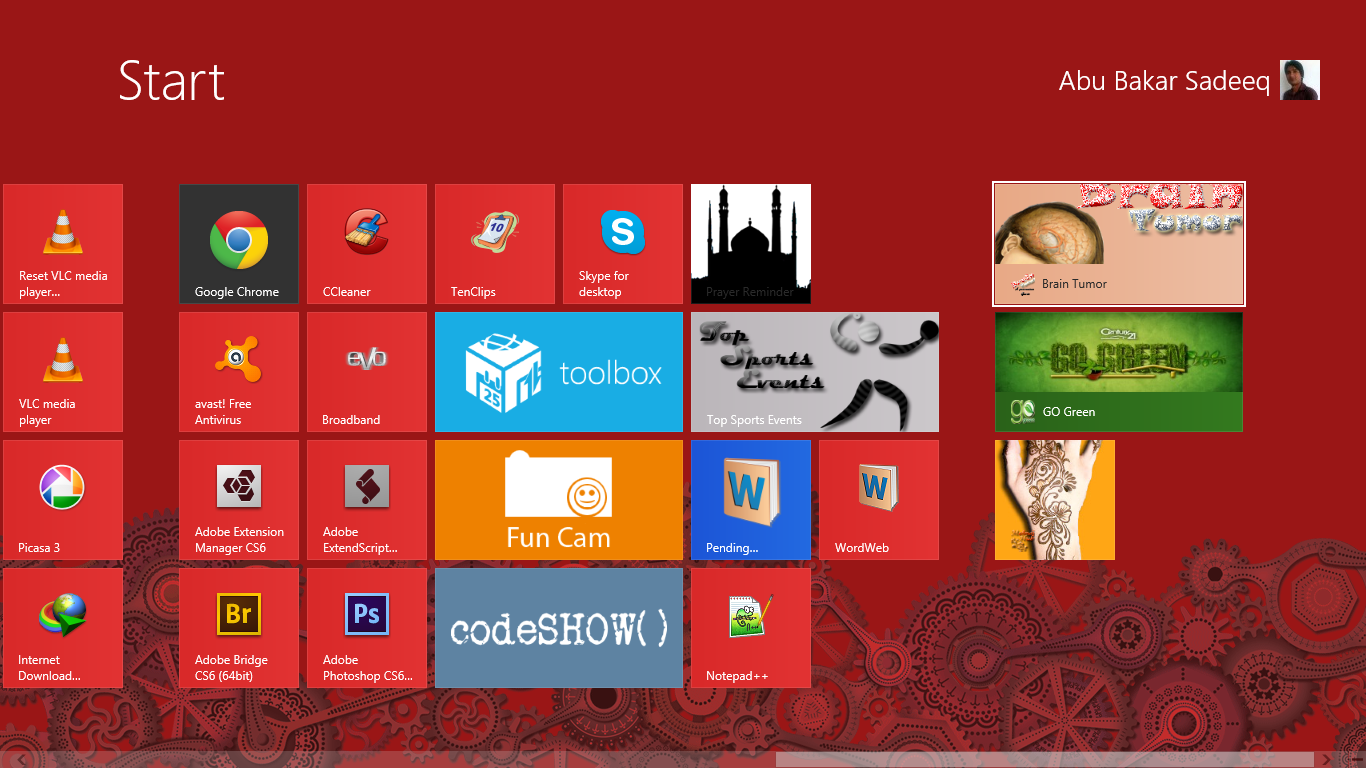 Start
Abu Bakar Sadeeq
Reset VLC media
player...
Google Chrome
CCleaner
10
TenClips
S
Skype for
desktop
Prayer Reminder
Brain
Tumor
Brain Tumor
VLC media
player
a
avast! Free
Antivirus
evo
Broadband
25
toolbox
Top
Sports
Events
Top Sports Events
Century 21
GO GREEN
go
GO Green
Picasa 3
Adobe Extension
Manager CS6
Adobe
ExtendScript...
Fun Cam
W
Pending...
W
WordWeb
Internet
Download...
Br
Adobe Bridge
CS6 (64bit)
Ps
Adobe
Photoshop CS6...
codeSHOW()
Notepad++